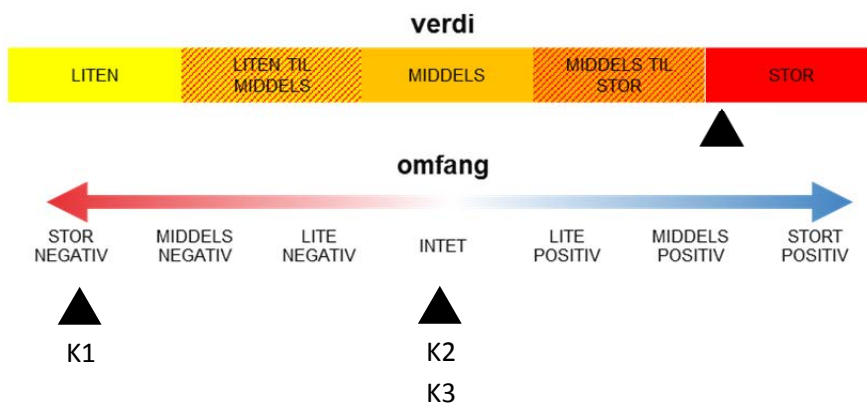 verdi
LITEN
LITEN TIL
MIDDELS
MIDDELS
MIDDELS TIL
STOR
STOR
omfang
STOR
NEGATIV
MIDDELS
NEGATIV
LITE
NEGATIV
INTET
LITE
POSITIV
MIDDELS
POSITIV
STORT
POSITIV
K1
K2
K3